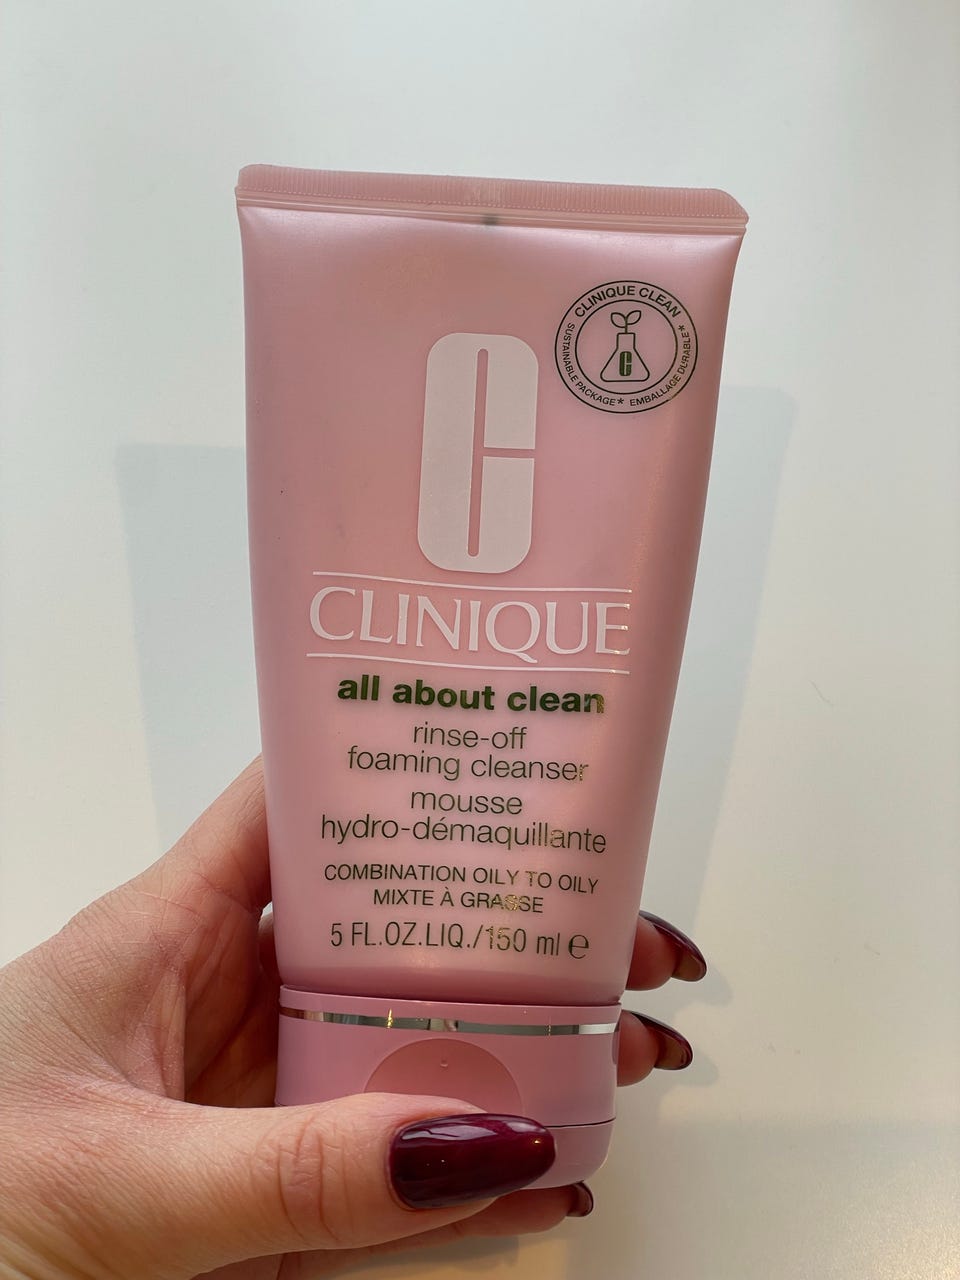 CLINIQUE CLEAN
SUSTAINABLE PACKAGE* EMBALLAGE DURABLE*
C
C
CLINIQUE
all about clean
rinse-off
foaming cleanser
mousse
hydro-démaquillante
COMBINATION OILY TO OILY
MIXTE À GRASSE
5 FL.OZ.LIQ./150 ml ℮